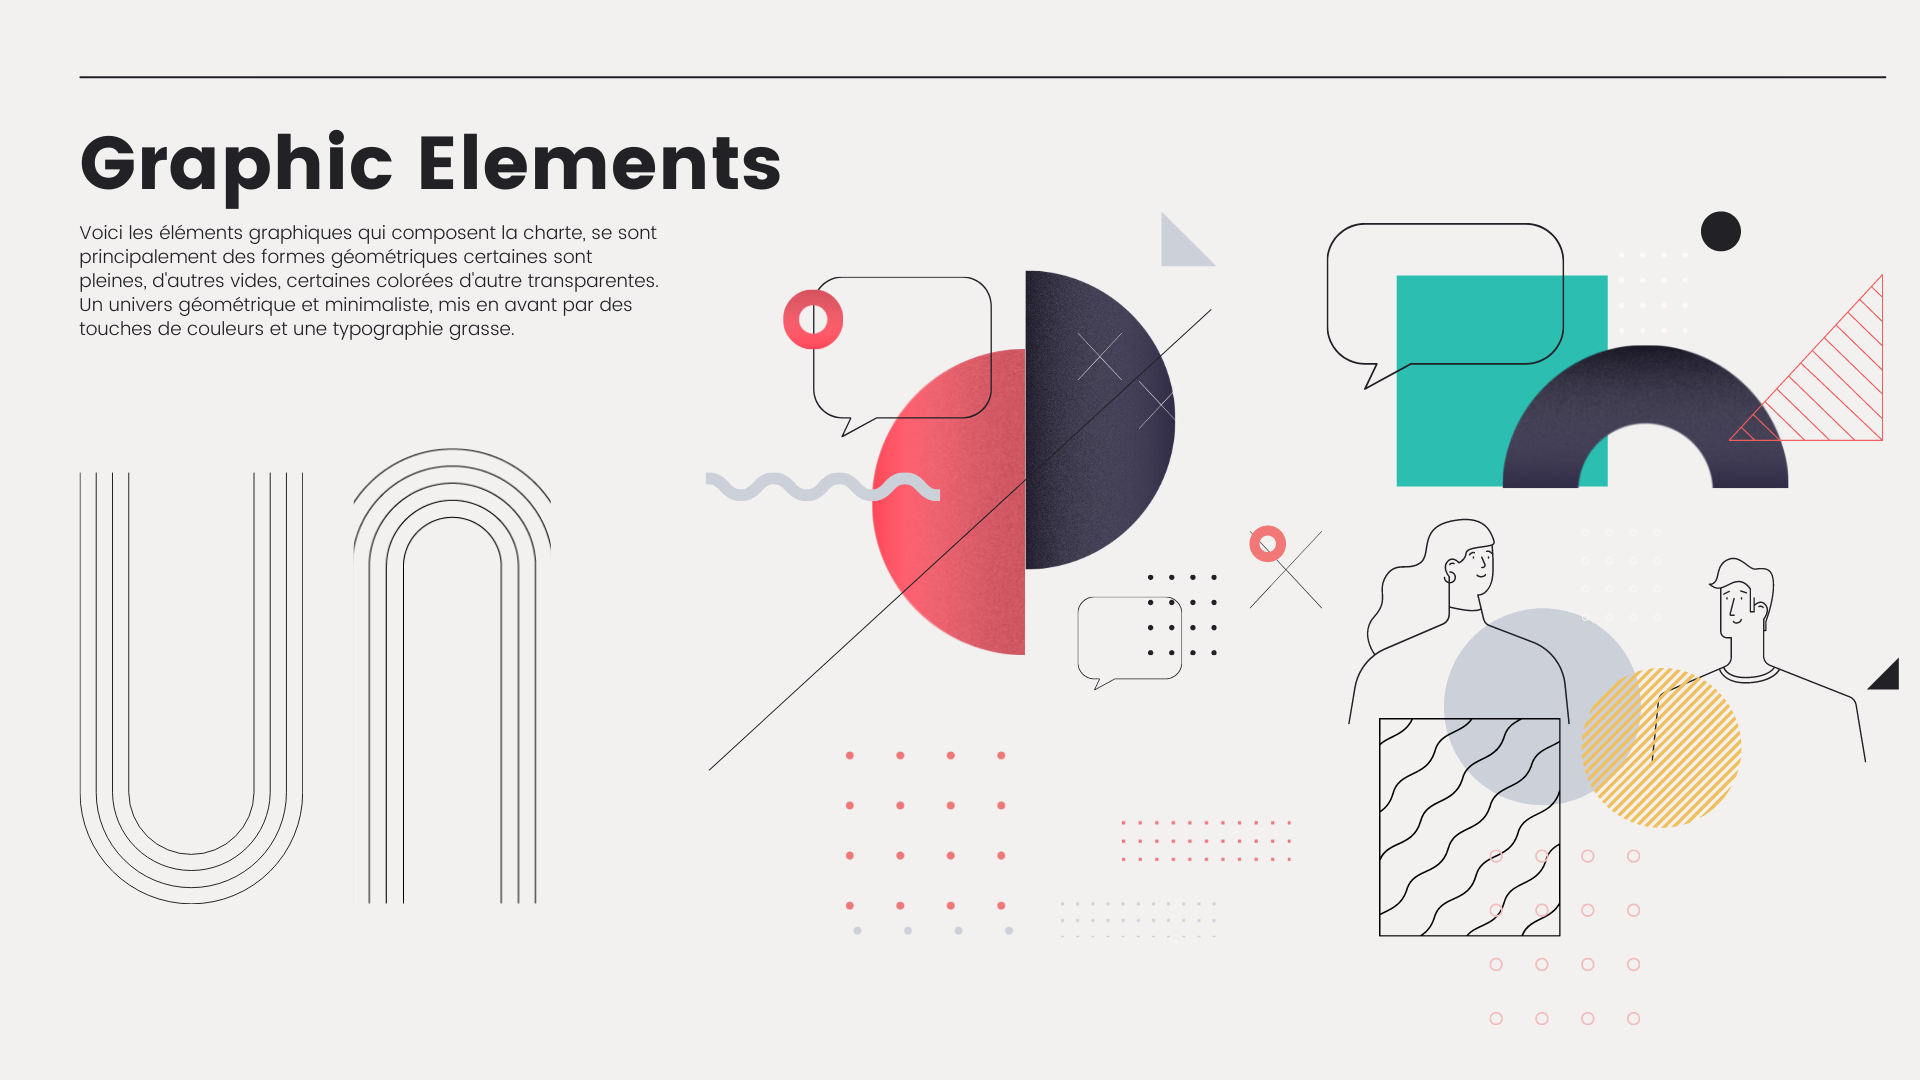 Graphic Elements
Voici les éléments graphiques qui composent la charte, se sont
principalement des formes géométriques certaines sont
pleines, d'autres vides, certaines colorées d'autre transparentes.
Un univers géométrique et minimaliste, mis en avant par des
touches de couleurs et une typographie grasse.